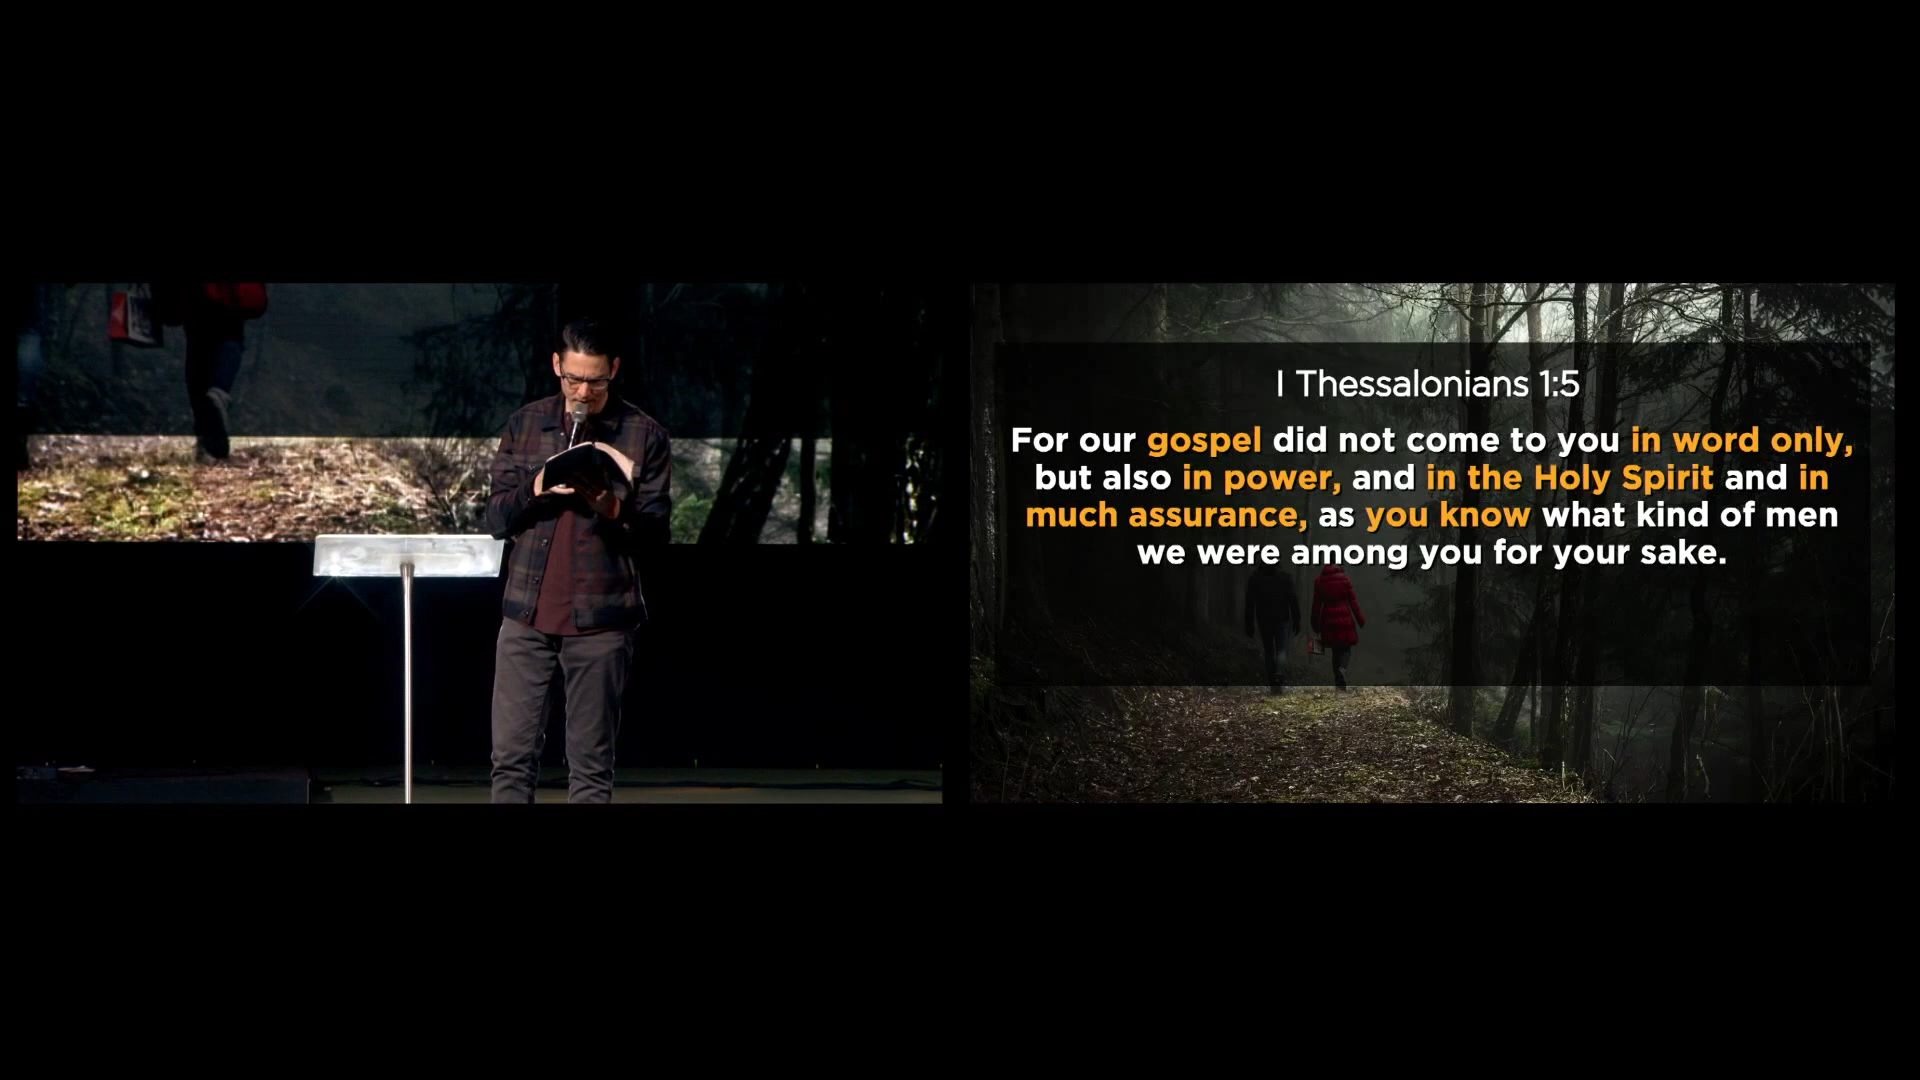 I Thessalonians 1:5
For our gospel did not come to you in word only,
but also in power, and in the Holy Spirit and in
much assurance, as you know what kind of men
we were among you for your sake.